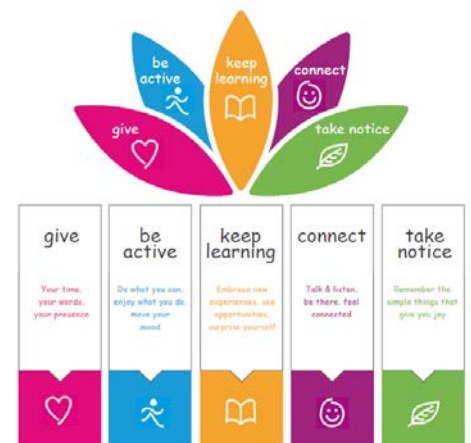 be
active
keep
learning
connect
give
take notice
give
Your time,
your words,
your presence
be
active
Do what you can,
enjoy what you do,
move your
mood
keep
learning
Embrace new
experiences, see
opportunities,
surprise yourself
connect
Talk & listen,
be there, feel
connected
take
notice
Remember the
simple things that
give you joy